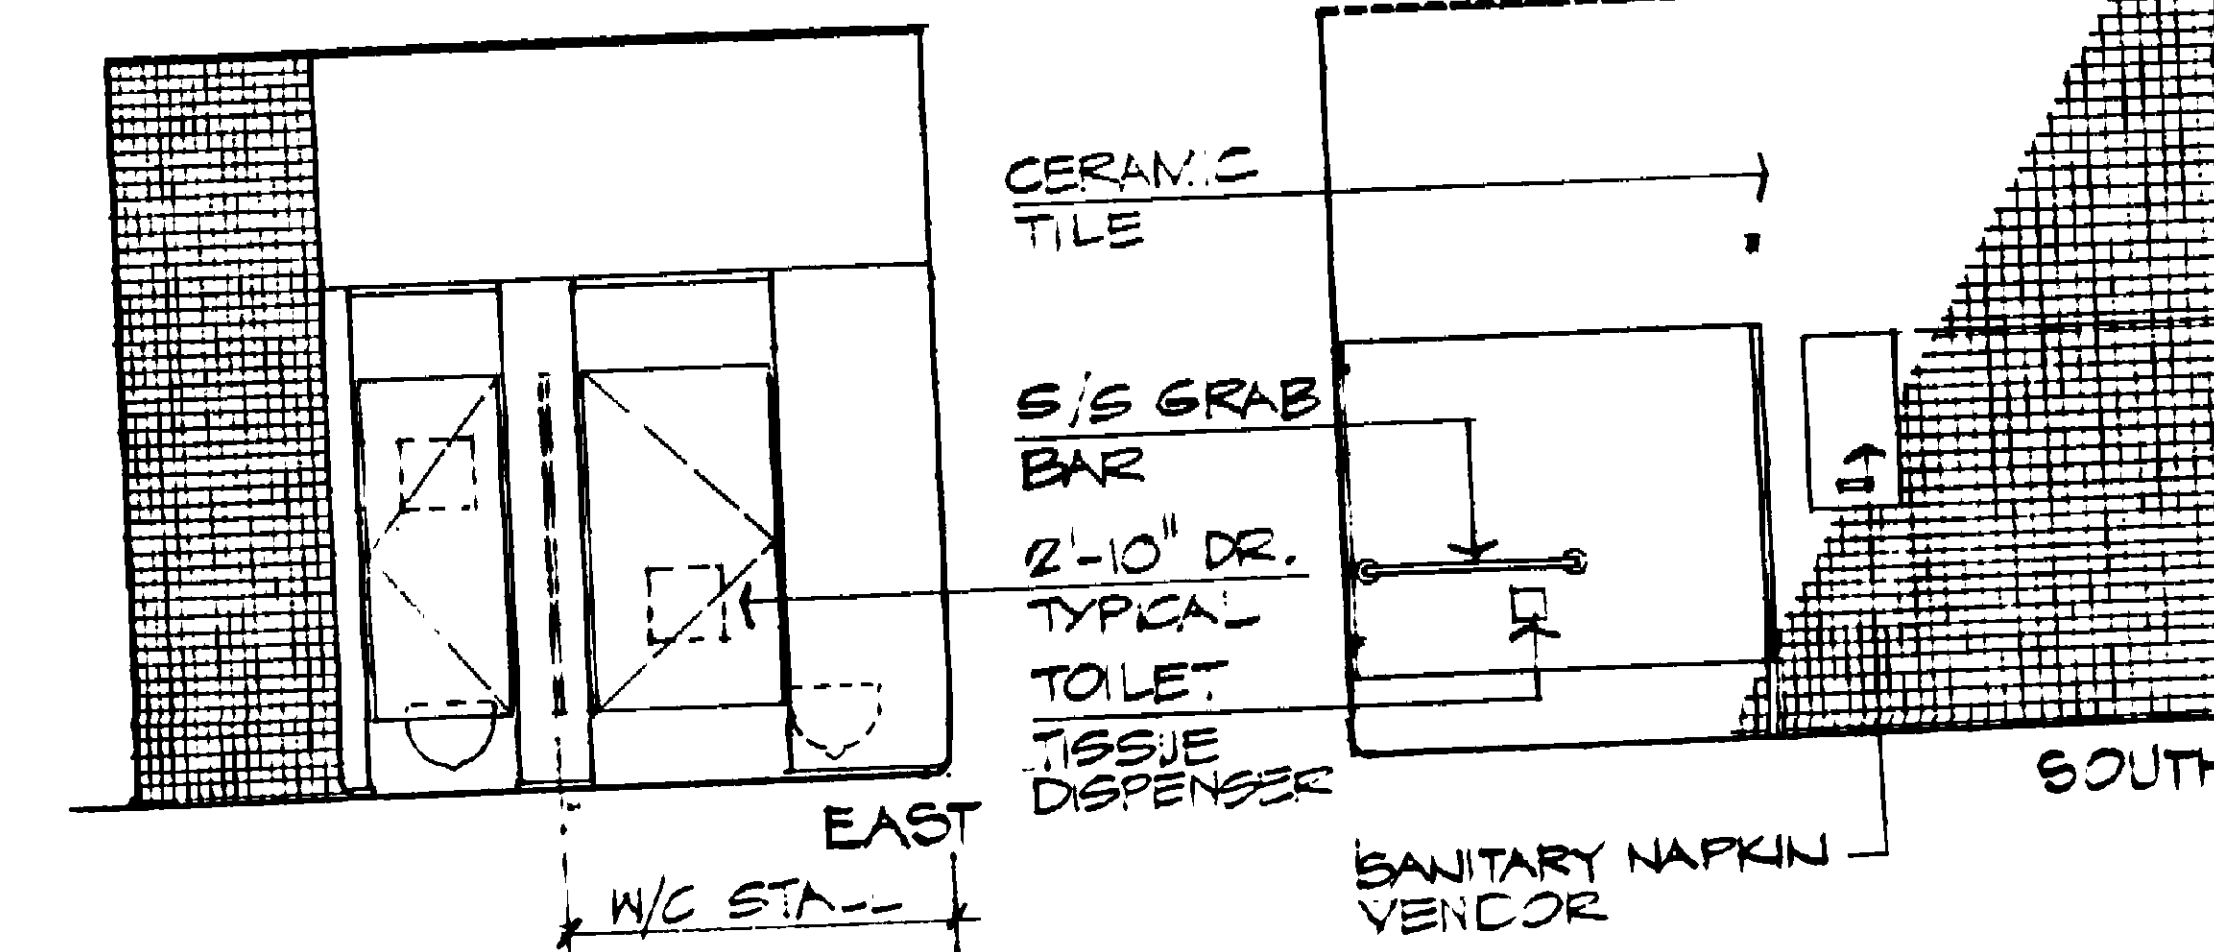 CERAMIC
TILE
S/S GRAB
BAR
2'-10" DR.
TYPICAL
TOILET
TISSUE
DISPENSER
EAST
SOUTH
W/C STALL
SANITARY NAPKIN
VENDOR